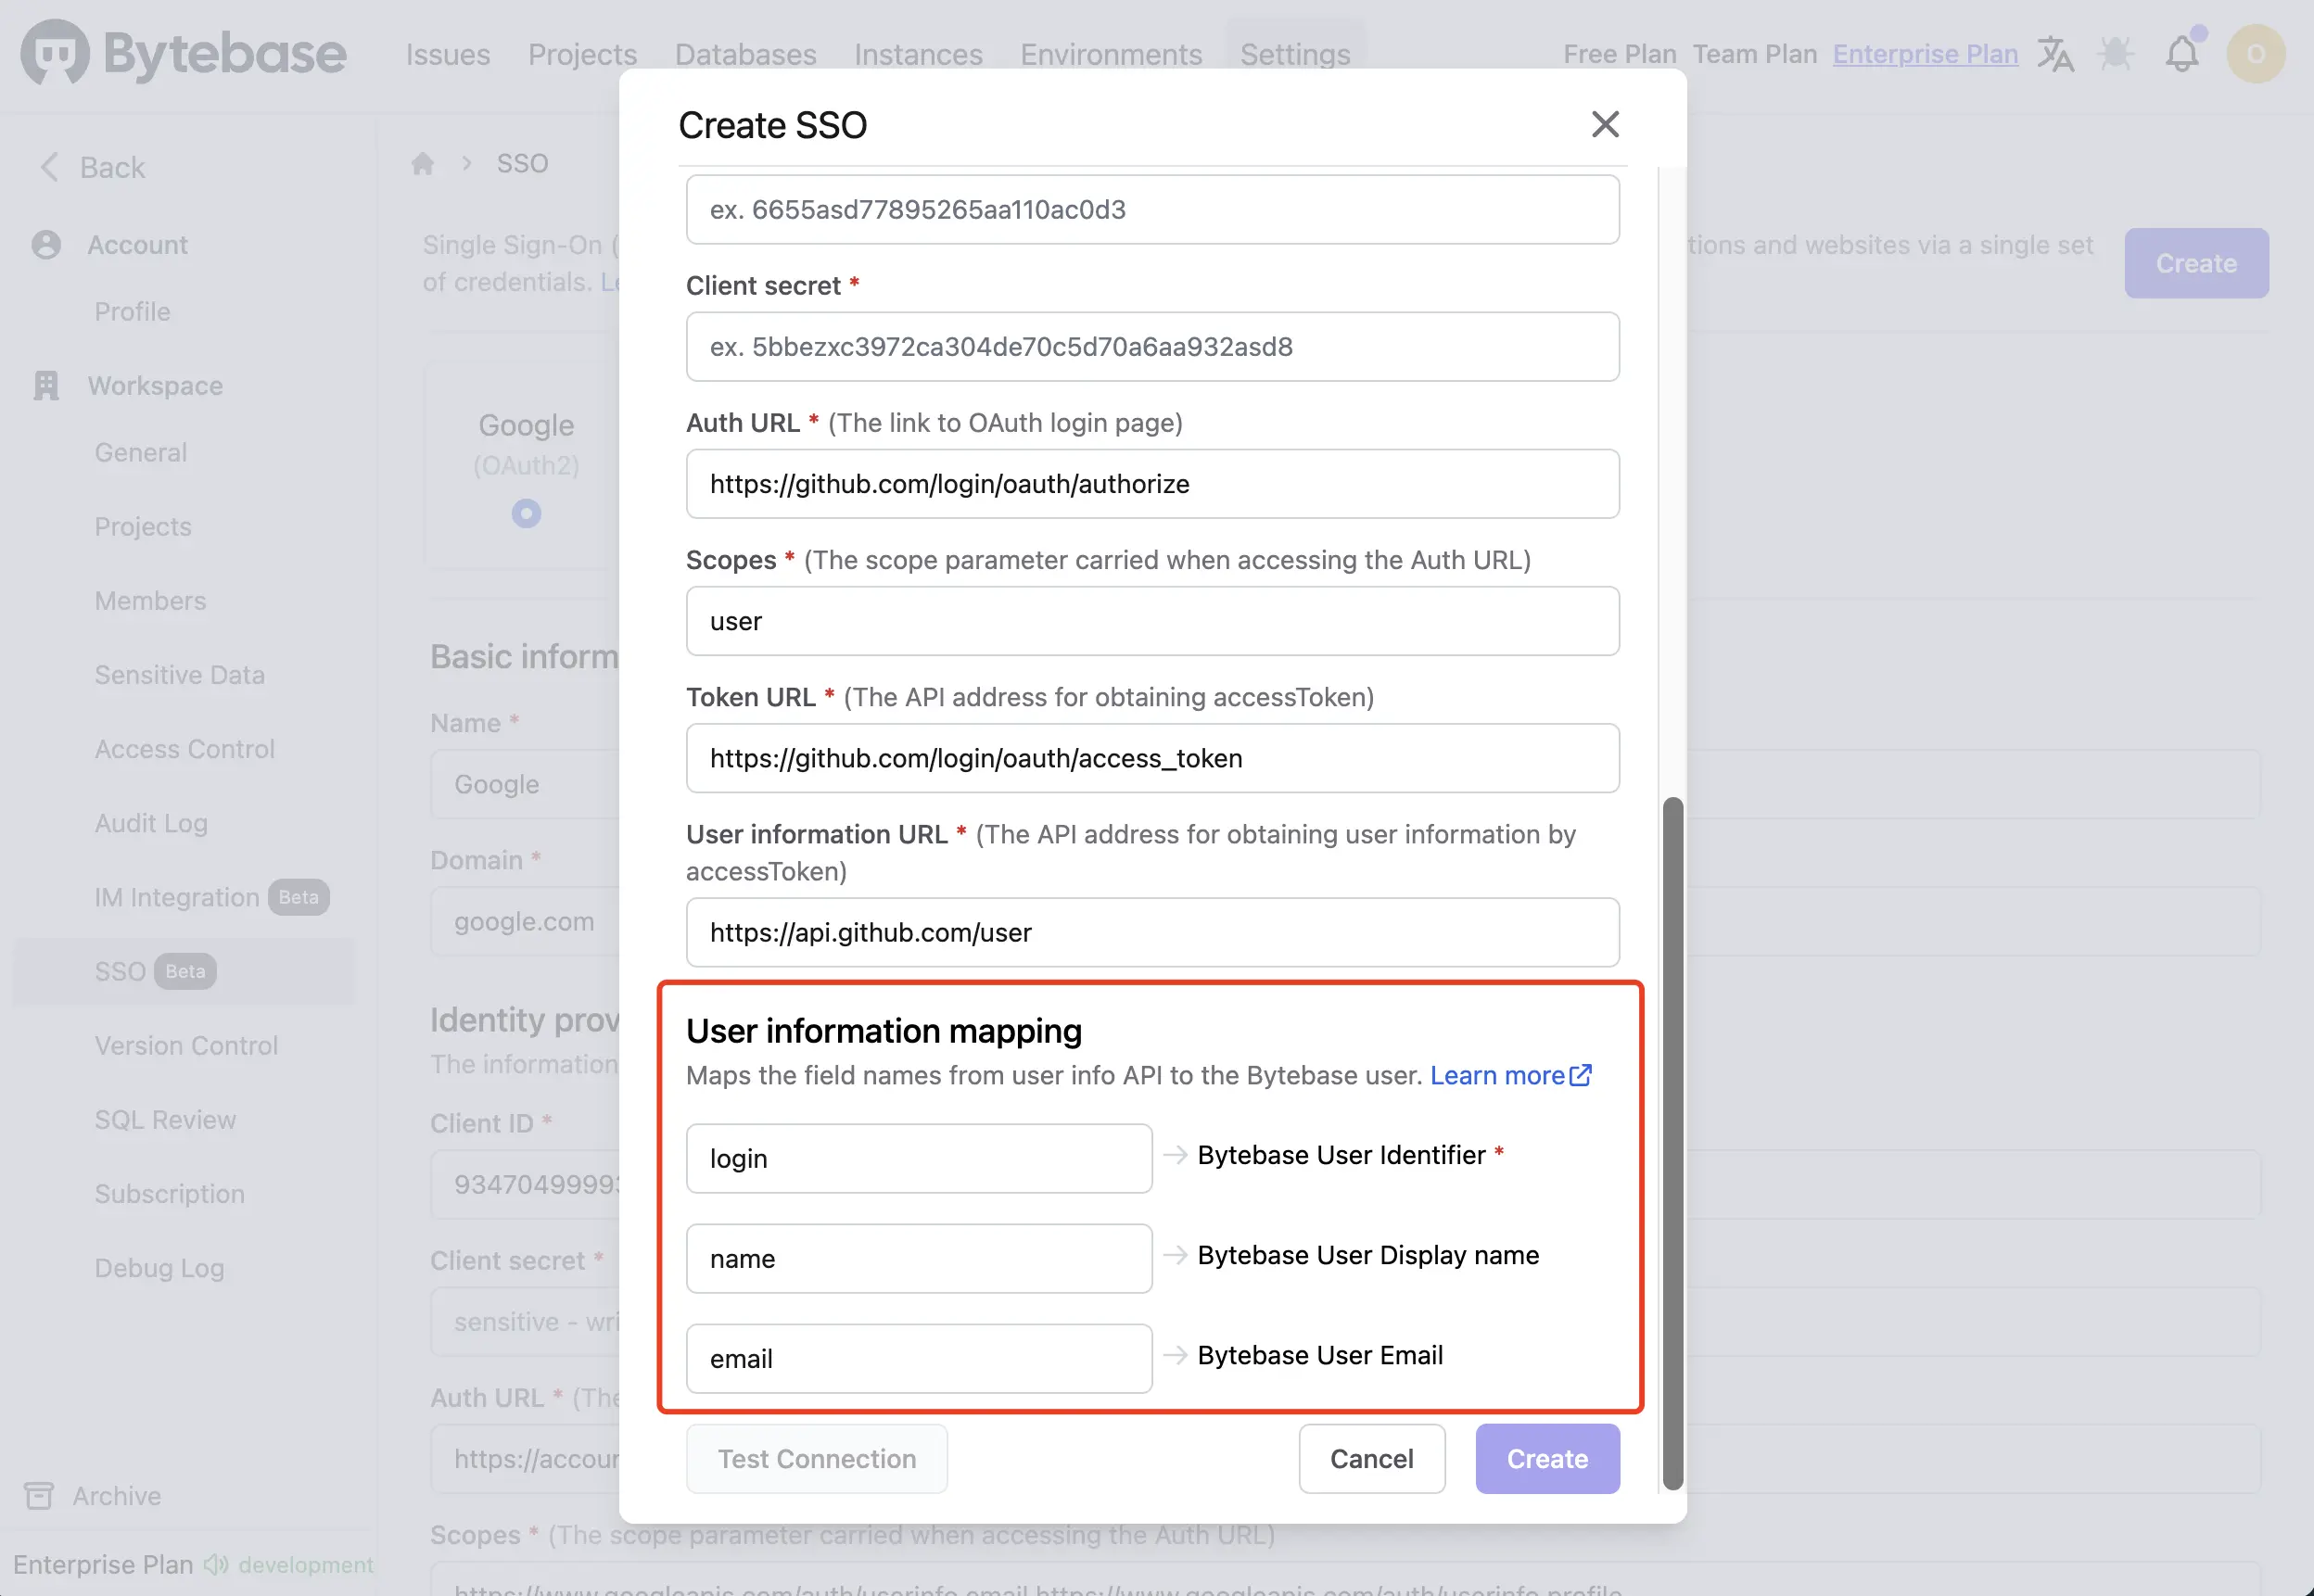 Bytebase
Issues Projects Databases Instances Environments Settings
Free Plan Team Plan Enterprise Plan
O
Back
Account
Profile
Workspace
General
Projects
Members
Sensitive Data
Access Control
Audit Log
IM Integration Beta
SSO Beta
Version Control
SQL Review
Subscription
Debug Log
Archive
Enterprise Plan development
SSO
Single Sign-On (
tions and websites via a single set
of credentials.
Create
Google
(OAuth2)
Basic inform
Name *
Google
Domain *
google.com
Identity prov
The information
Client ID *
9347049999
Client secret *
sensitive - wri
Auth URL * (The
https://accour
Scopes * (The scope parameter carried when accessing the Auth URL)
https://www.googleapis.com/auth/userinfo.email https://www.googleapis.com/auth/userinfo.profile
Create SSO
ex. 6655asd77895265aa110ac0d3
Client secret *
ex. 5bbezxc3972ca304de70c5d70a6aa932asd8
Auth URL * (The link to OAuth login page)
https://github.com/login/oauth/authorize
Scopes * (The scope parameter carried when accessing the Auth URL)
user
Token URL * (The API address for obtaining accessToken)
https://github.com/login/oauth/access_token
User information URL * (The API address for obtaining user information by
accessToken)
https://api.github.com/user
User information mapping
Maps the field names from user info API to the Bytebase user. Learn more
login → Bytebase User Identifier *
name → Bytebase User Display name
email → Bytebase User Email
Test Connection
Cancel
Create